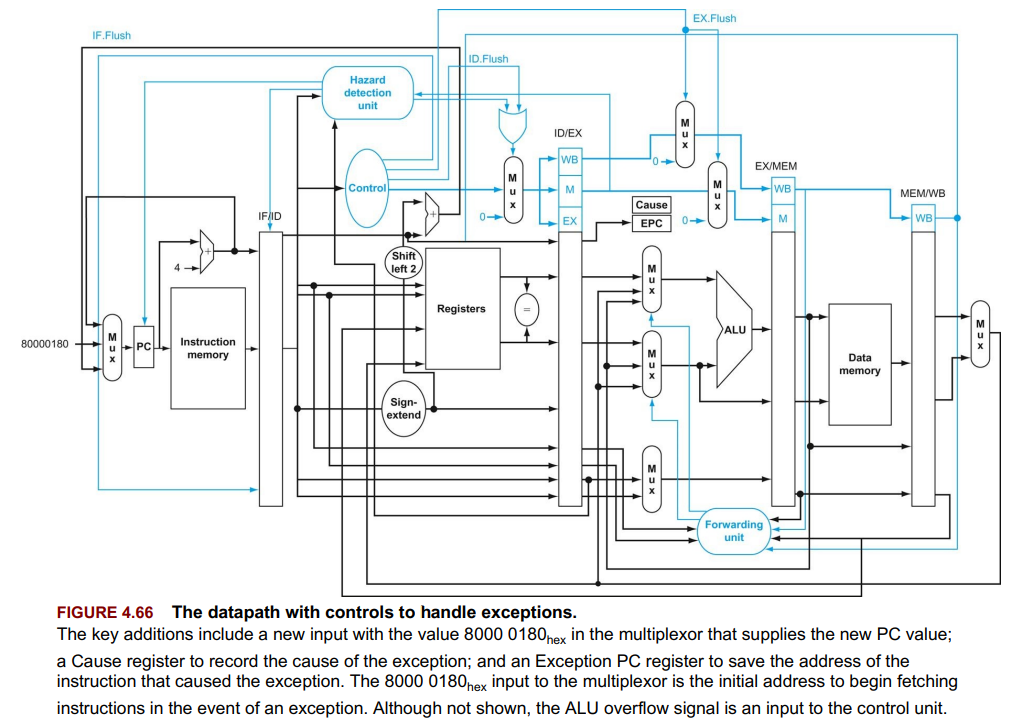 IF.Flush
EX.Flush
ID.Flush
Hazard
detection
unit
M
u
x
ID/EX
WB
0
M
u
x
EX/MEM
Control
M
u
x
M
M
u
x
WB
MEM/WB
Cause
IF/ID
+
0
EX
EPC
0
M
WB
+
4
Shift
left 2
M
u
x
Registers
=
M
u
x
80000180
M
u
x
PC
Instruction
memory
M
u
x
ALU
Data
memory
Sign-
extend
M
u
x
Forwarding
unit
FIGURE 4.66 The datapath with controls to handle exceptions.
The key additions include a new input with the value 8000 0180hex in the multiplexor that supplies the new PC value;
a Cause register to record the cause of the exception; and an Exception PC register to save the address of the
instruction that caused the exception. The 8000 0180hex input to the multiplexor is the initial address to begin fetching
instructions in the event of an exception. Although not shown, the ALU overflow signal is an input to the control unit.